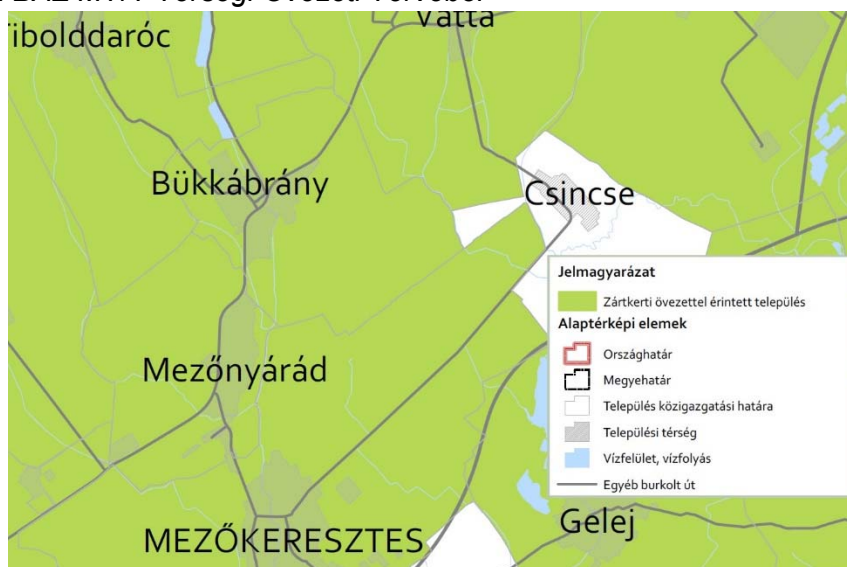 Tibolddaróc
Vatta
Bükkábrány
Csincse
Jelmagyarázat
Zártkerti övezettel érintett település
Alaptérképi elemek
Országhatár
Megyehatár
Település közigazgatási határa
Települési térség
Vízfelület, vízfolyás
Egyéb burkolt út
Mezőnyárád
MEZŐKERESZTES
Gelej